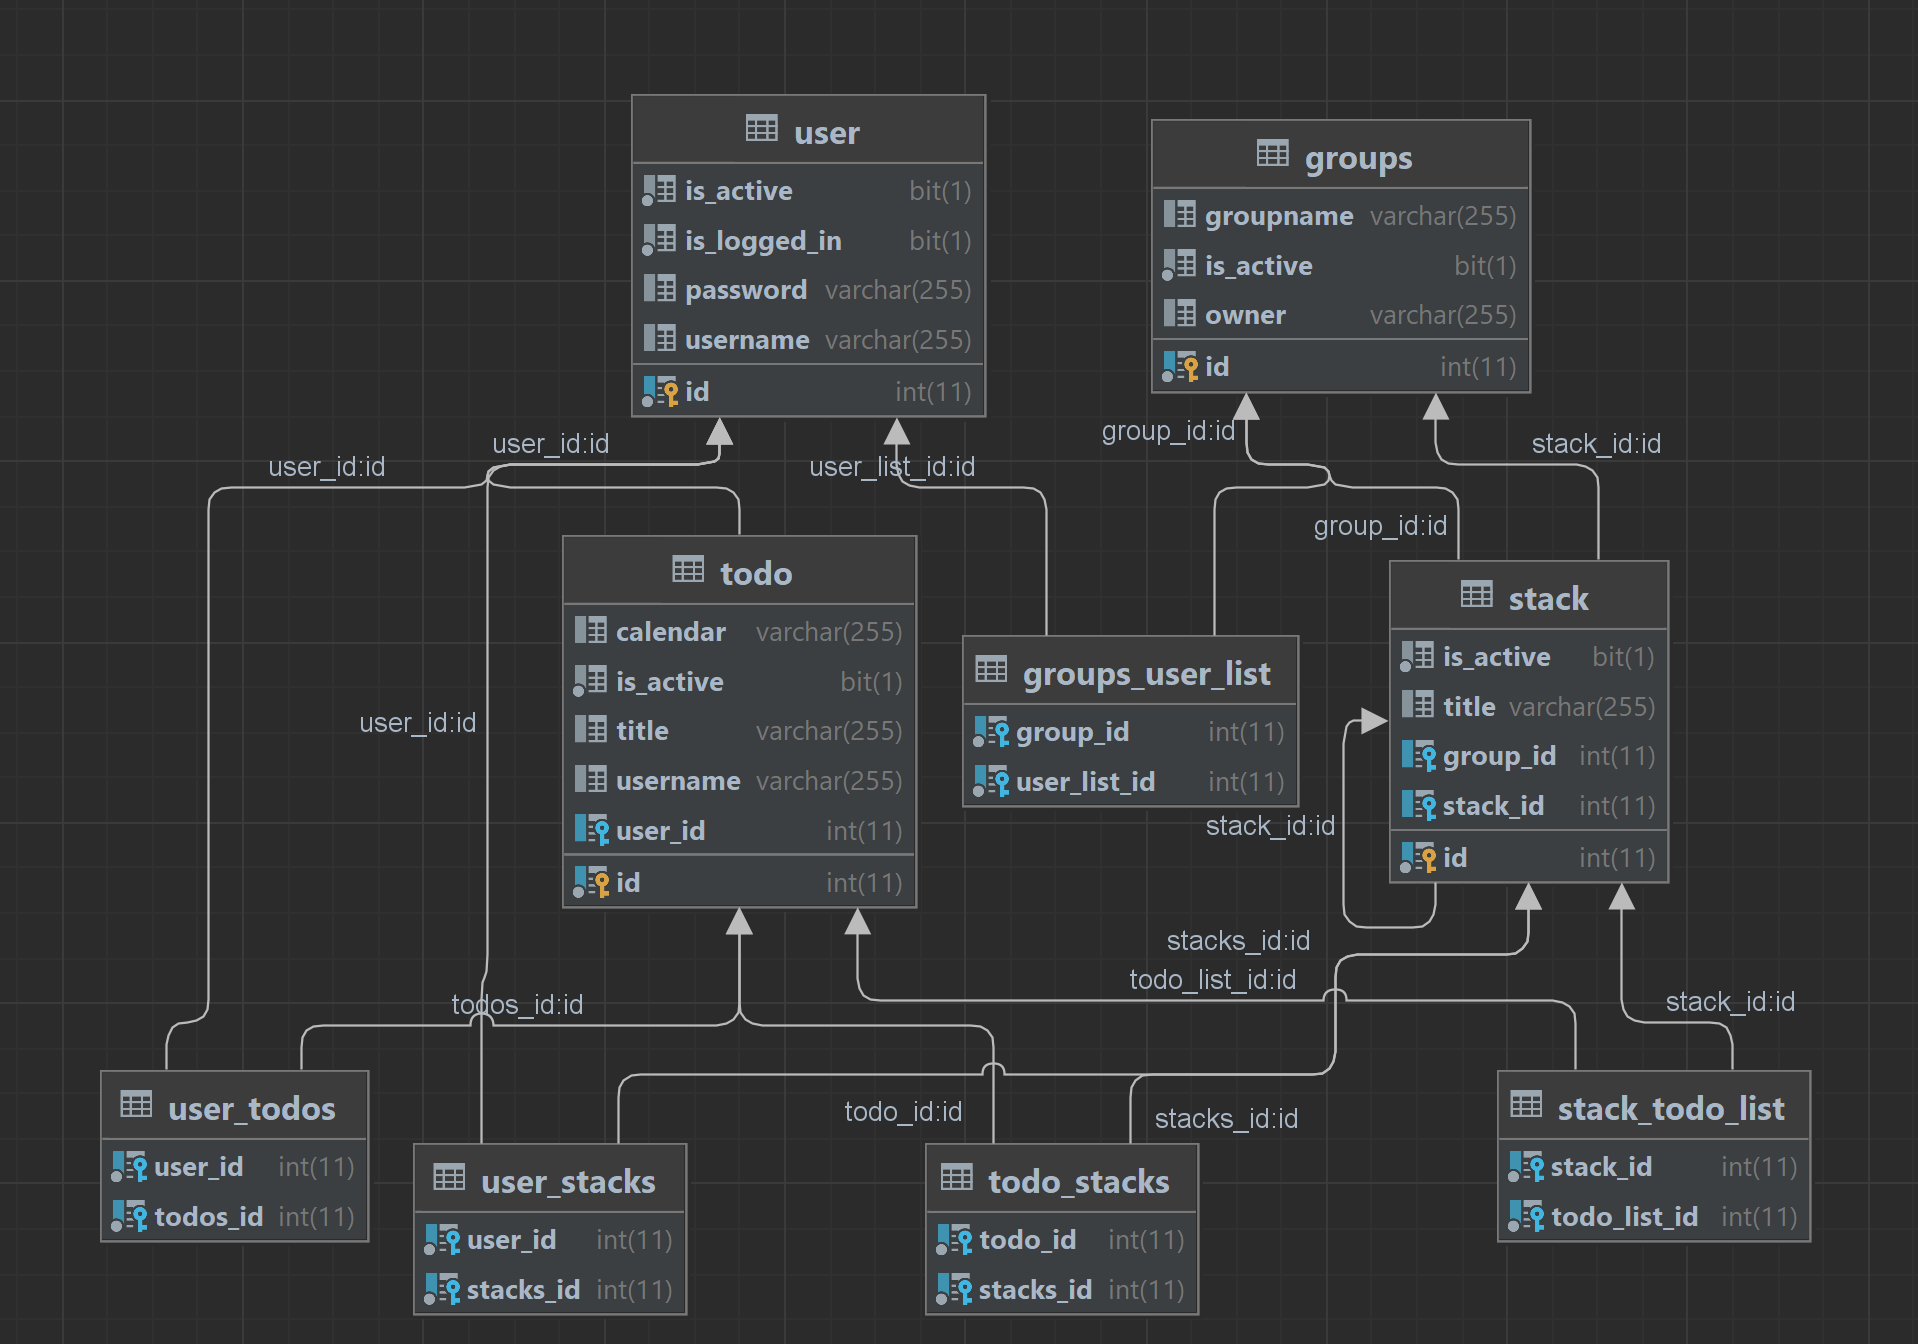 user
is_active bit(1)
is_logged_in bit(1)
password varchar(255)
username varchar(255)
id int(11)
groups
groupname varchar(255)
is_active bit(1)
owner varchar(255)
id int(11)
user_id:id
user_id:id
user_list_id:id
group_id:id
stack_id:id
group_id:id
todo
calendar varchar(255)
is_active bit(1)
title varchar(255)
username varchar(255)
user_id int(11)
id int(11)
user_id:id
groups_user_list
group_id int(11)
user_list_id int(11)
stack
is_active bit(1)
title varchar(255)
group_id int(11)
stack_id int(11)
id int(11)
stack_id:id
stacks_id:id
todo_list_id:id
todos_id:id
stack_id:id
user_todos
user_id int(11)
todos_id int(11)
todo_id:id
stacks_id:id
user_stacks
user_id int(11)
stacks_id int(11)
todo_stacks
todo_id int(11)
stacks_id int(11)
stack_todo_list
stack_id int(11)
todo_list_id int(11)